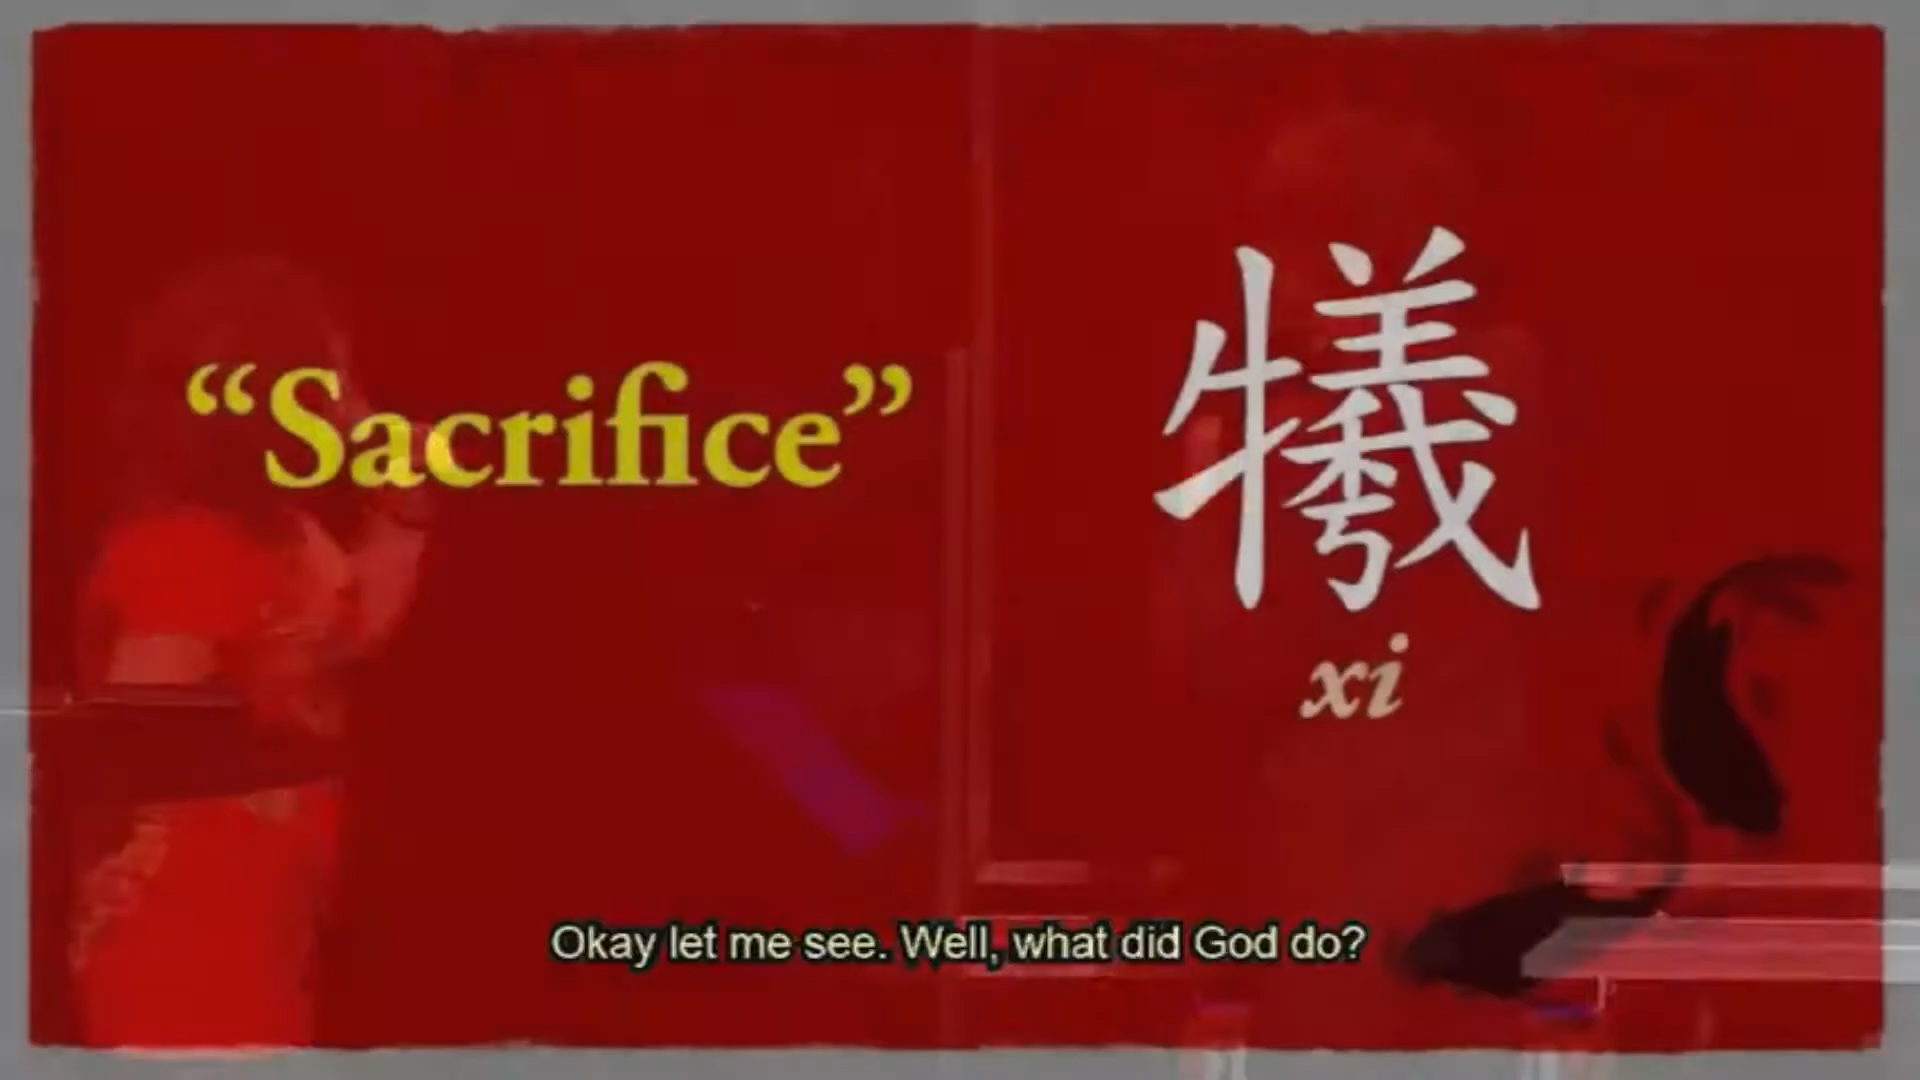 “Sacrifice”
犧
xi
Okay let me see. Well, what did God do?